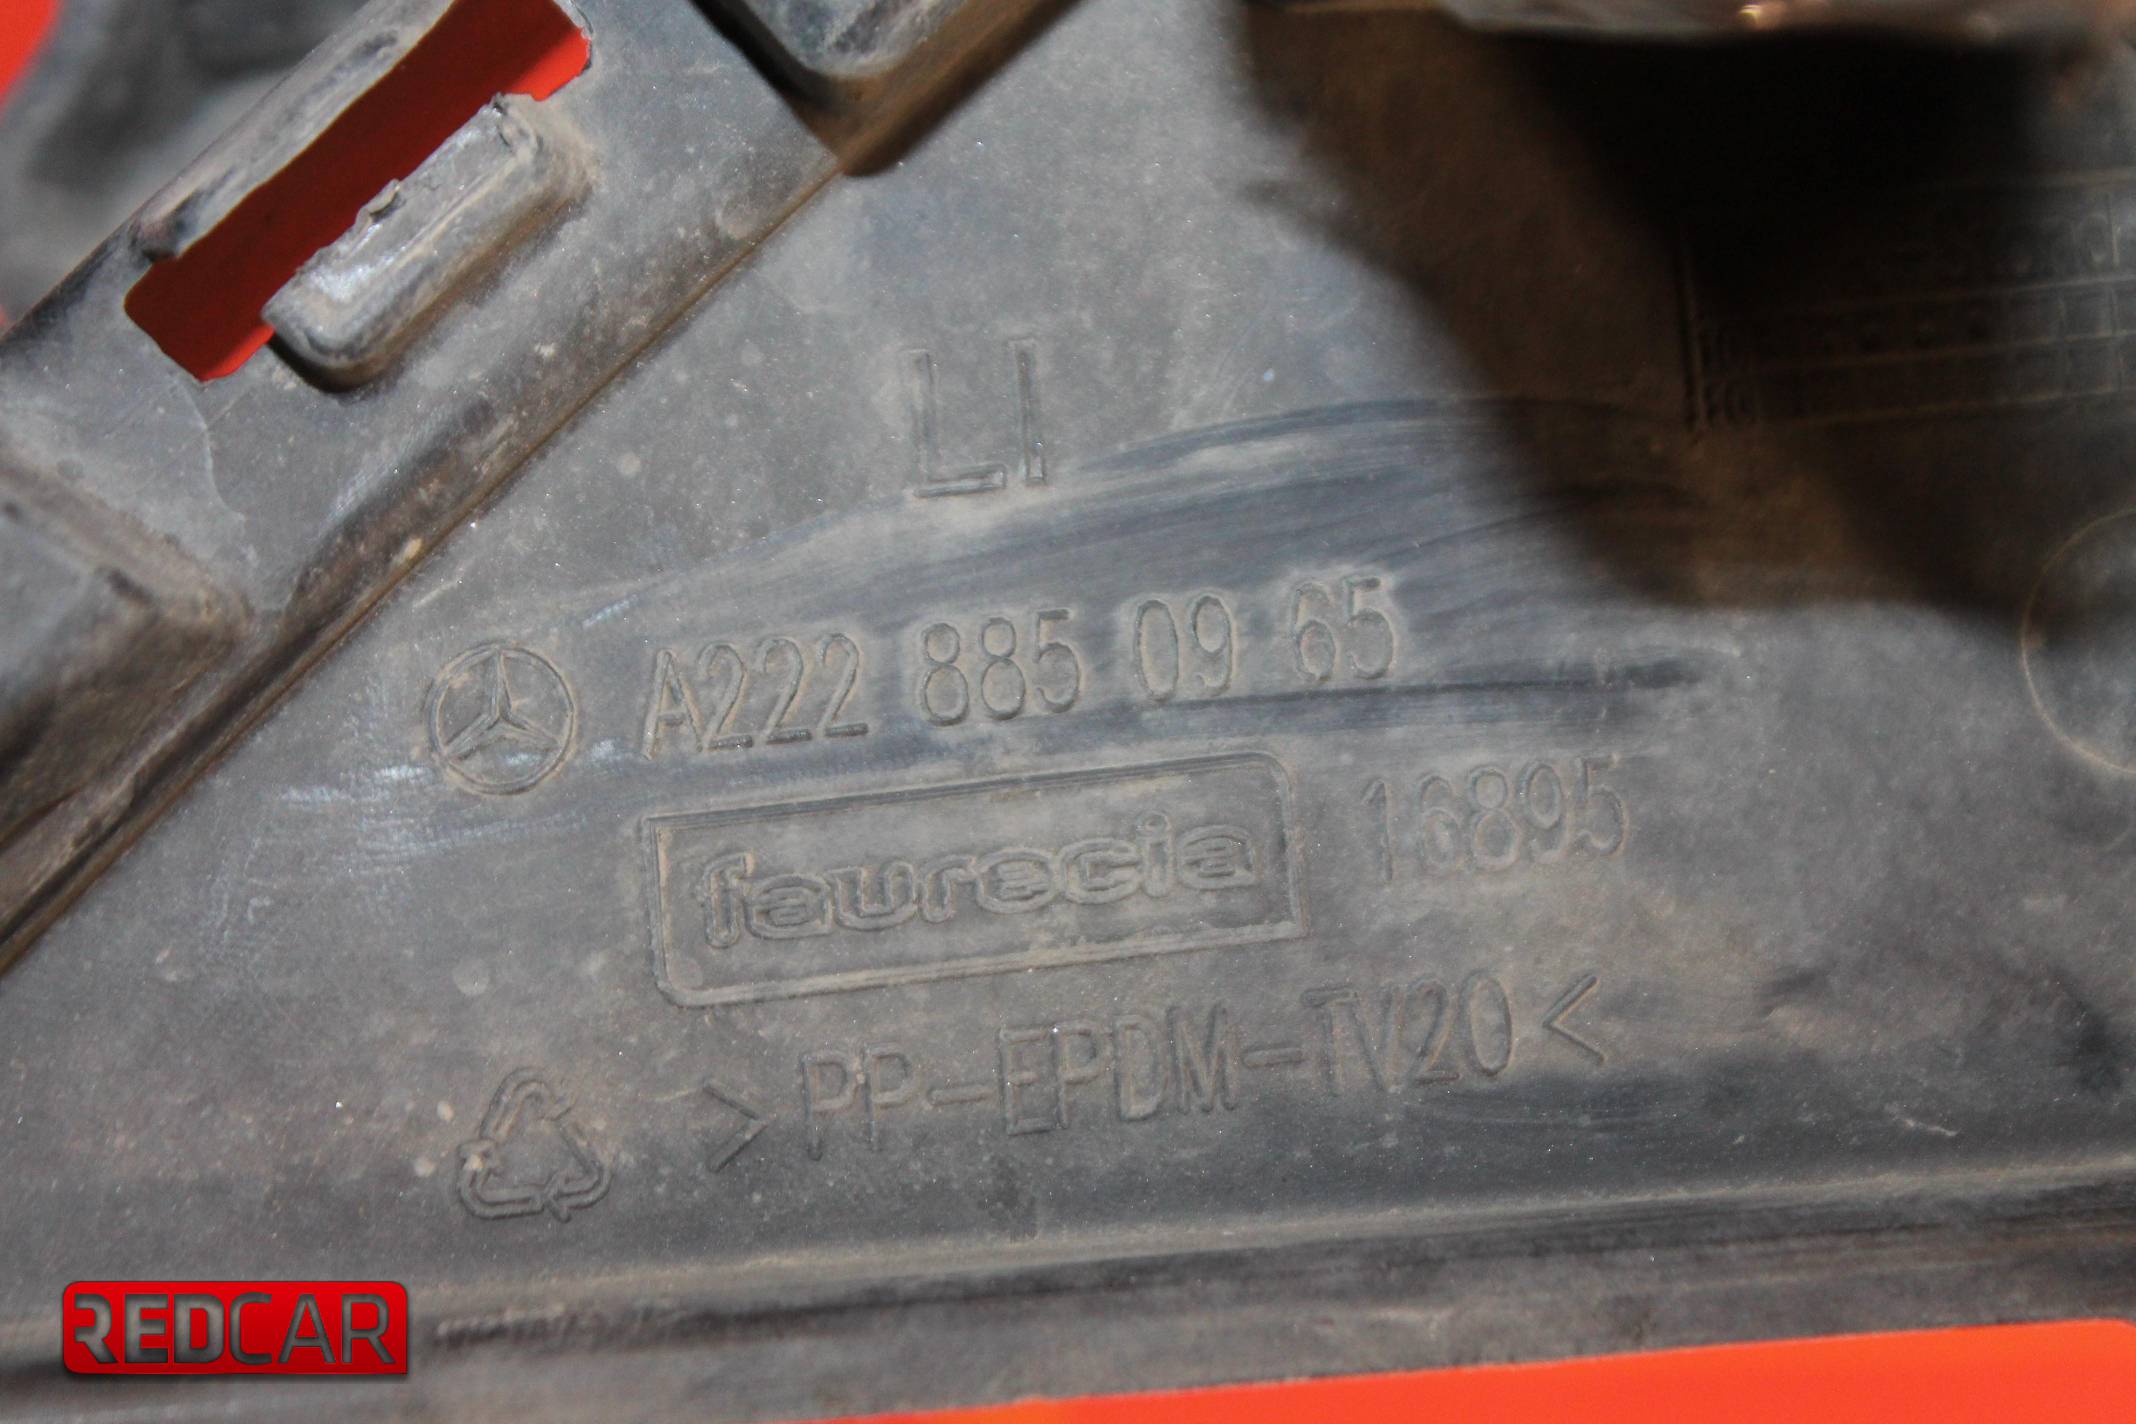 LI
A222 885 09 65
faurecia 16895
>PP-EPDM-TV20<
REDCAR